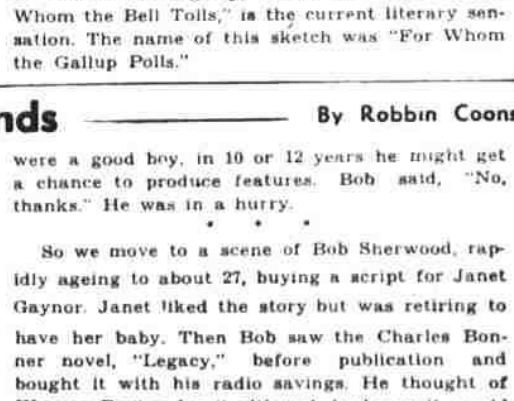 Whom the Bell Tolls," is the current literary sen-
sation. The name of this sketch was "For Whom
the Gallup Polls."
nds By Robbin Coons
were a good boy, in 10 or 12 years he might get
a chance to produce features. Bob said, "No,
thanks." He was in a hurry.
* * *
So we move to a scene of Bob Sherwood, rap-
idly ageing to about 27, buying a script for Janet
Gaynor. Janet liked the story but was retiring to
have her baby. Then Bob saw the Charles Bon-
ner novel, "Legacy," before publication and
bought it with his radio savings. He thought of